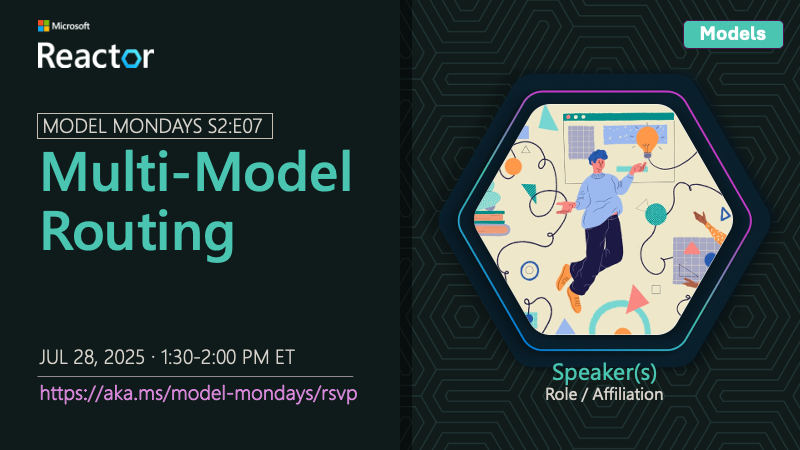 Microsoft
Reactor
Models
MODEL MONDAYS S2:E07
Multi-Model
Routing
JUL 28, 2025 · 1:30-2:00 PM ET
https://aka.ms/model-mondays/rsvp
Speaker(s)
Role / Affiliation